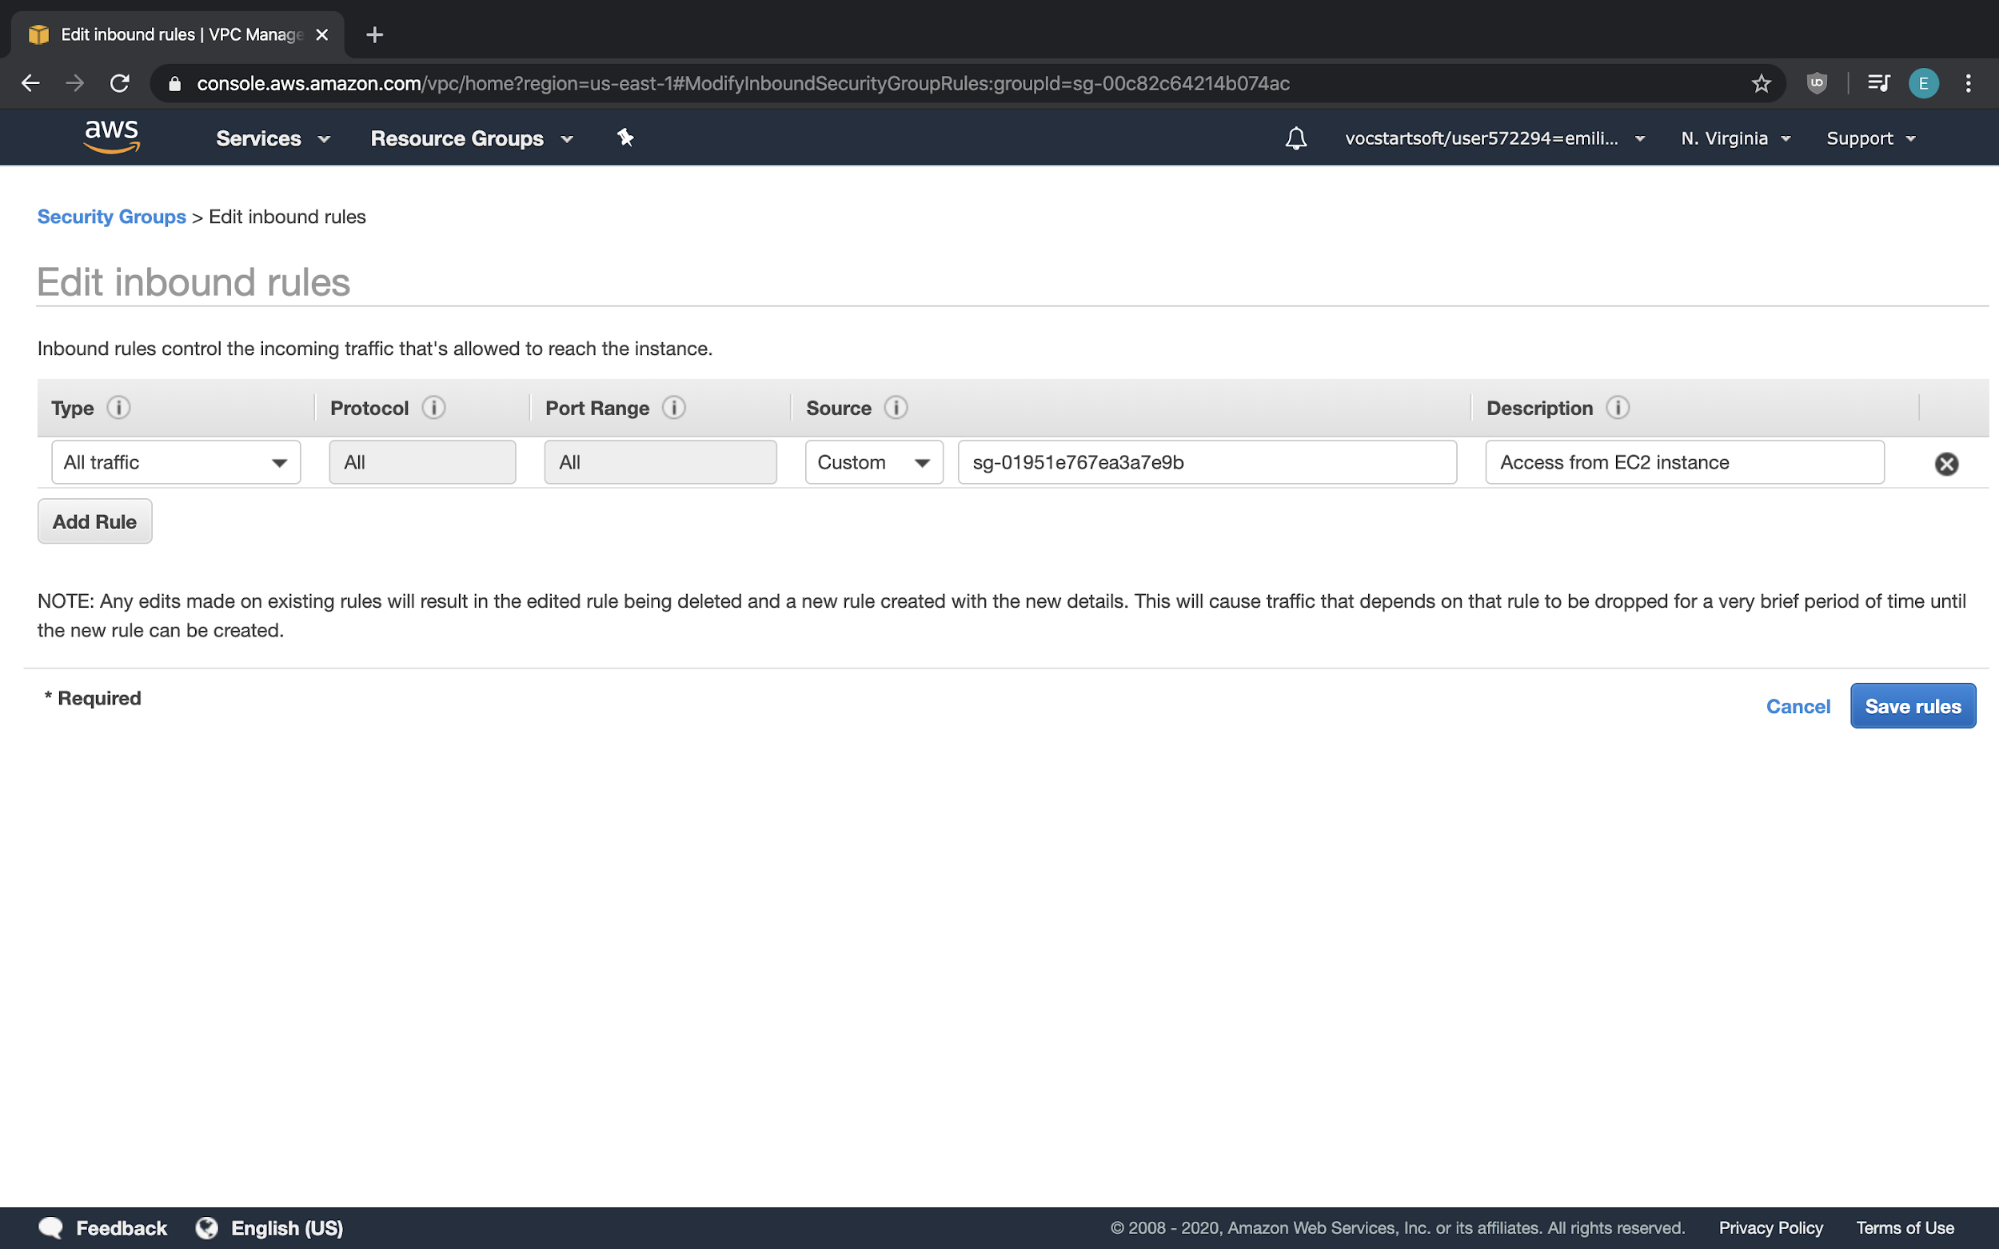 Edit inbound rules | VPC Manage
console.aws.amazon.com/vpc/home?region=us-east-1#ModifyInboundSecurityGroupRules:groupId=sg-00c82c64214b074ac
E
aws Services Resource Groups vocstartsoft/user572294=emili... N. Virginia Support
Security Groups > Edit inbound rules
Edit inbound rules
Inbound rules control the incoming traffic that's allowed to reach the instance.
Type Protocol Port Range Source Description
All traffic All All Custom sg-01951e767ea3a7e9b Access from EC2 instance
Add Rule
NOTE: Any edits made on existing rules will result in the edited rule being deleted and a new rule created with the new details. This will cause traffic that depends on that rule to be dropped for a very brief period of time until
the new rule can be created.
* Required
Cancel Save rules
Feedback English (US) © 2008 - 2020, Amazon Web Services, Inc. or its affiliates. All rights reserved. Privacy Policy Terms of Use